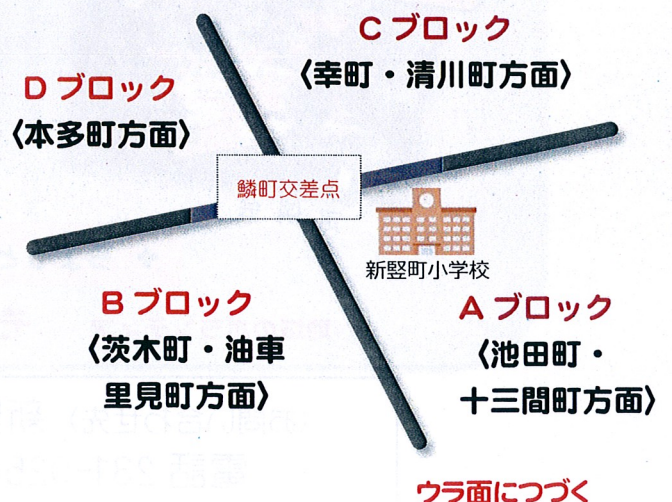 Cブロック
〈幸町・清川町方面〉
Dブロック
〈本多町方面〉
鱗町交差点
新竪町小学校
Bブロック
〈茨木町・油車
里見町方面〉
Aブロック
〈池田町・
十三間町方面〉
ウラ面につづく